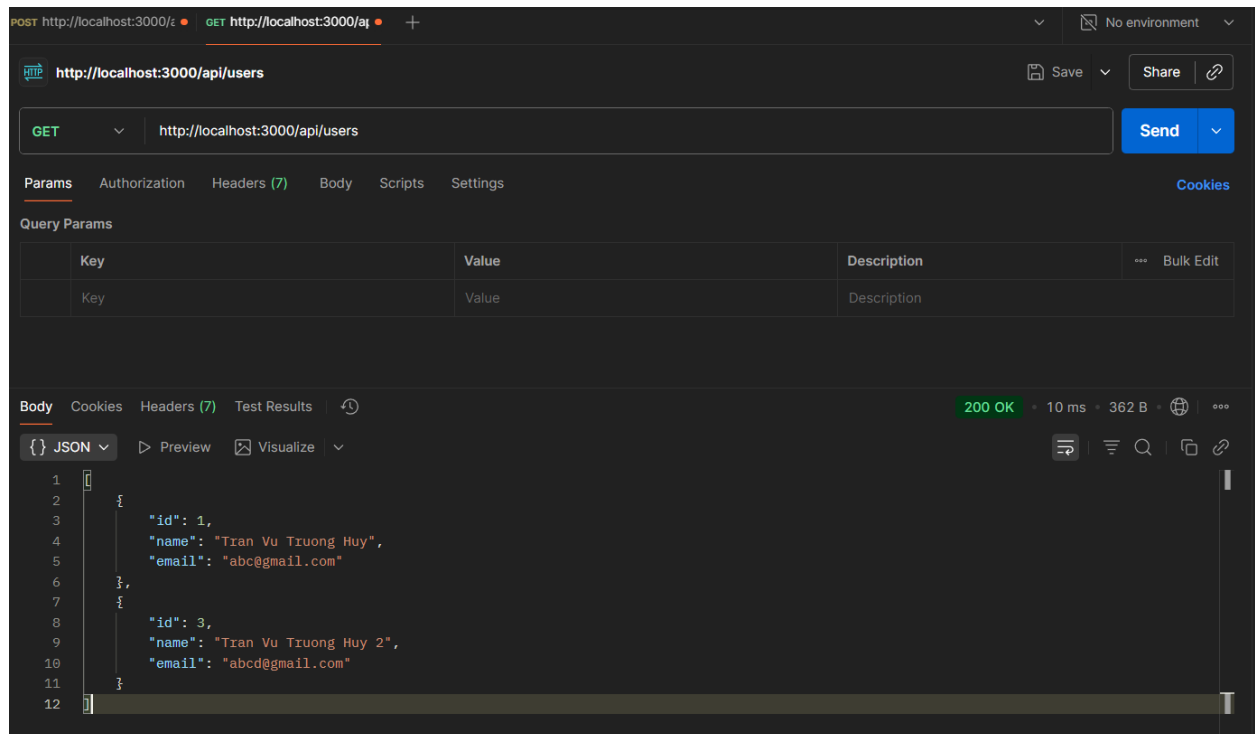 POST http://localhost:3000/a GET http://localhost:3000/ap No environment
HTTP http://localhost:3000/api/users Save Share
GET http://localhost:3000/api/users Send
Params Authorization Headers (7) Body Scripts Settings Cookies
Query Params
Key Value Description Bulk Edit
Key Value Description
Body Cookies Headers (7) Test Results 200 OK 10 ms 362 B
{} JSON Preview Visualize
1 [
2 {
3 "id": 1,
4 "name": "Tran Vu Truong Huy",
5 "email": "abc@gmail.com"
6 },
7 {
8 "id": 3,
9 "name": "Tran Vu Truong Huy 2",
10 "email": "abcd@gmail.com"
11 }
12 ]